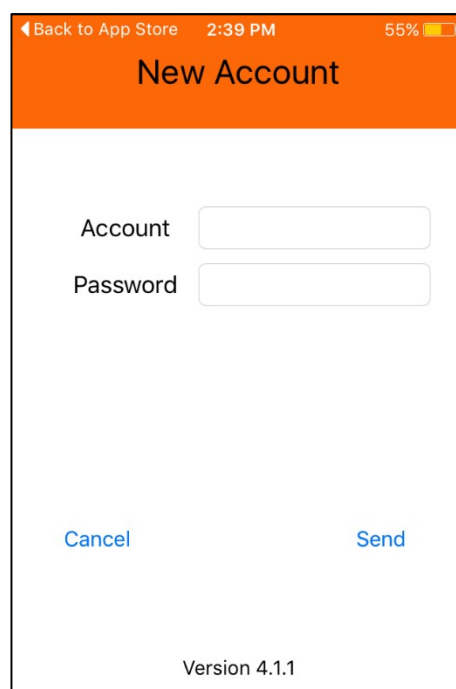 Back to App Store 2:39 PM 55%
New Account
Account
Password
Cancel Send
Version 4.1.1